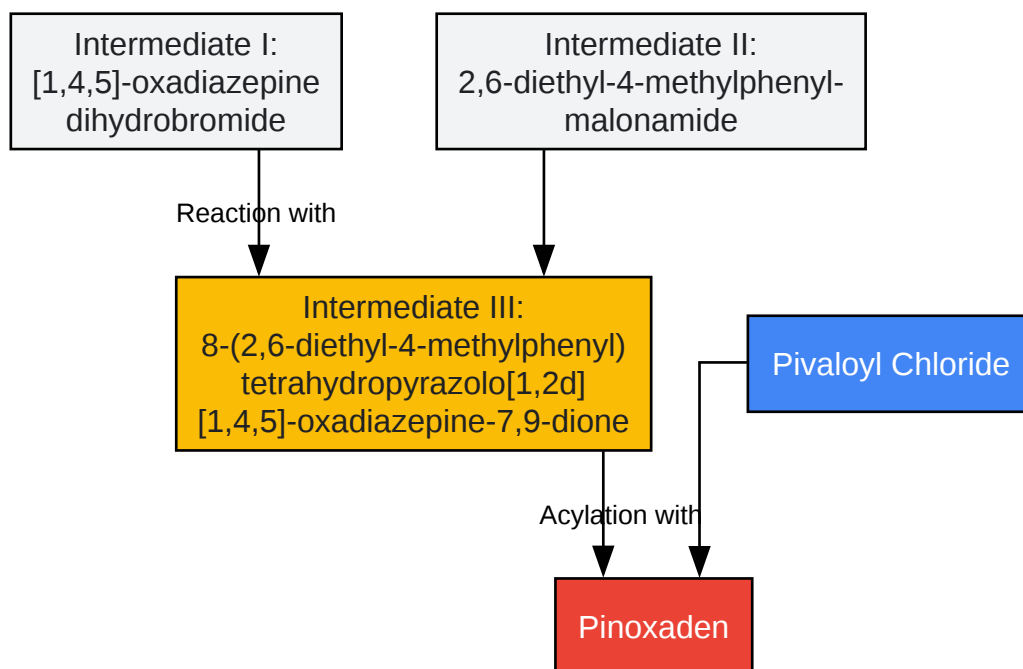 Intermediate I:
[1,4,5]-oxadiazepine
dihydrobromide
Intermediate II:
2,6-diethyl-4-methylphenyl-
malonamide
Reaction with
Intermediate III:
8-(2,6-diethyl-4-methylphenyl)
tetrahydropyrazolo[1,2d]
[1,4,5]-oxadiazepine-7,9-dione
Pivaloyl Chloride
Acylation with
Pinoxaden